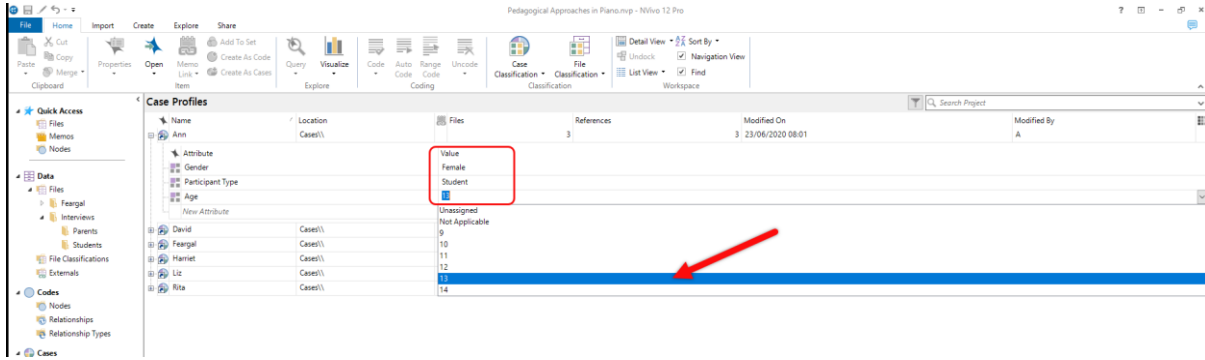 Pedagogical Approaches in Piano.nvp - NVivo 12 Pro
File Home Import Create Explore Share
Paste
Cut
Copy
Merge
Clipboard
Properties
Open
Memo Link
Add To Set
Create As Code
Create As Cases
Item
Query
Visualize
Explore
Code
Auto Code
Range Code
Uncode
Coding
Case Classification
File Classification
Classification
Detail View
Sort By
Undock
Navigation View
List View
Find
Workspace
Quick Access
Files
Memos
Nodes
Data
Files
Feargal
Interviews
Parents
Students
File Classifications
Externals
Codes
Nodes
Relationships
Relationship Types
Cases
Case Profiles
Search Project
Name Location Files References Modified On Modified By
Ann Cases\\ 3 3 23/06/2020 08:01 A
Attribute Value
Gender Female
Participant Type Student
Age 13
New Attribute
Unassigned
Not Applicable
9
10
11
12
13
14
David Cases\\
Feargal Cases\\
Harriet Cases\\
Liz Cases\\
Rita Cases\\